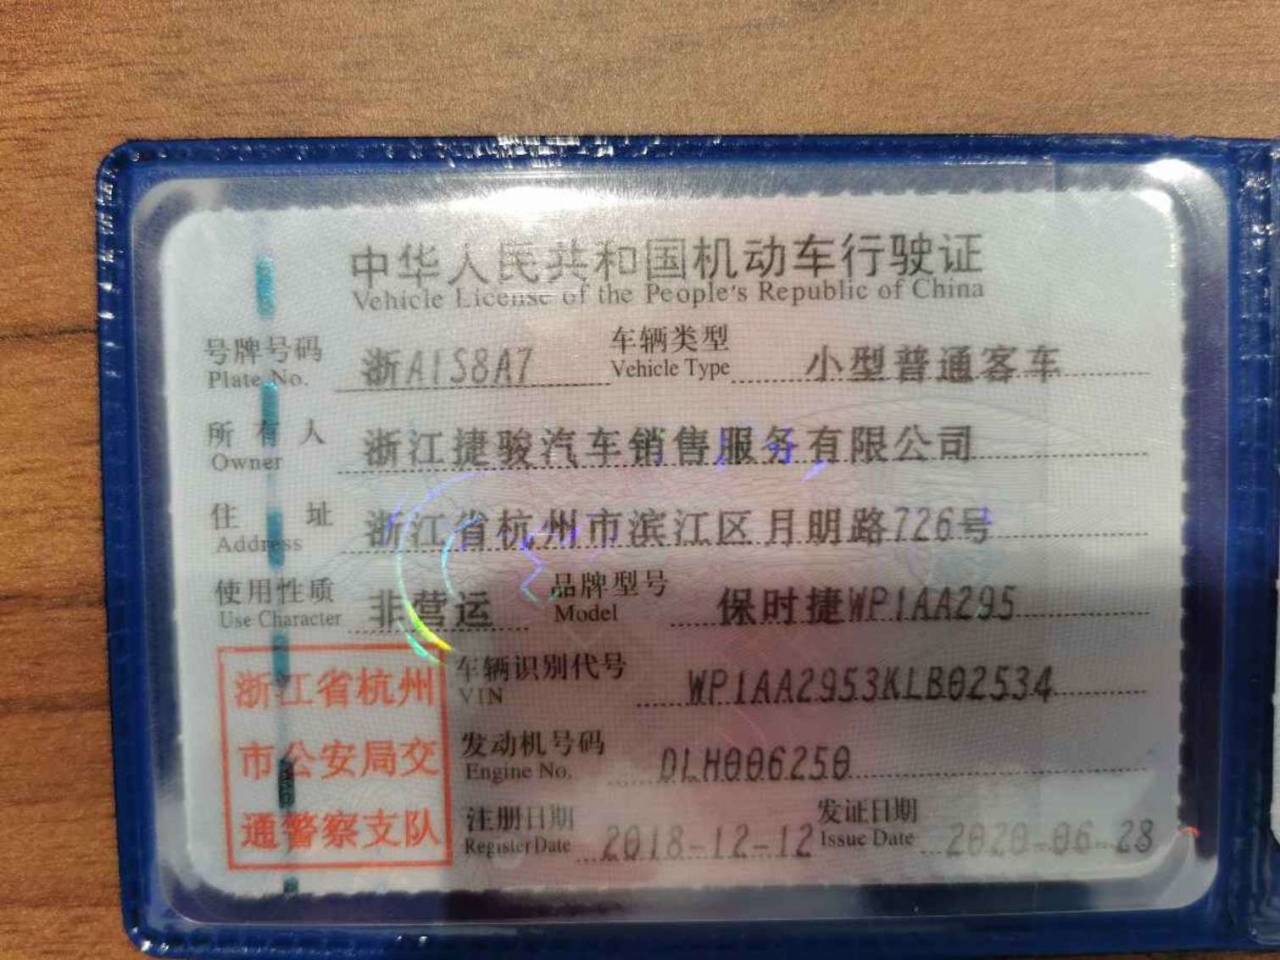 中华人民共和国机动车行驶证
Vehicle License of the People's Republic of China
号牌号码 浙A1S8A7 车辆类型 小型普通客车
Plate No. Vehicle Type
所有人 浙江捷骏汽车销售服务有限公司
Owner
住址 浙江省杭州市滨江区月明路726号
Address
使用性质 非营运 品牌型号 保时捷WP1AA295
Use Character Model
浙江省杭州 车辆识别代号 WP1AA2953KLB02534
VIN
市公安局交 发动机号码 DLH006250
Engine No.
通警察支队 注册日期 2018-12-12 发证日期 2020-06-28
Register Date Issue Date